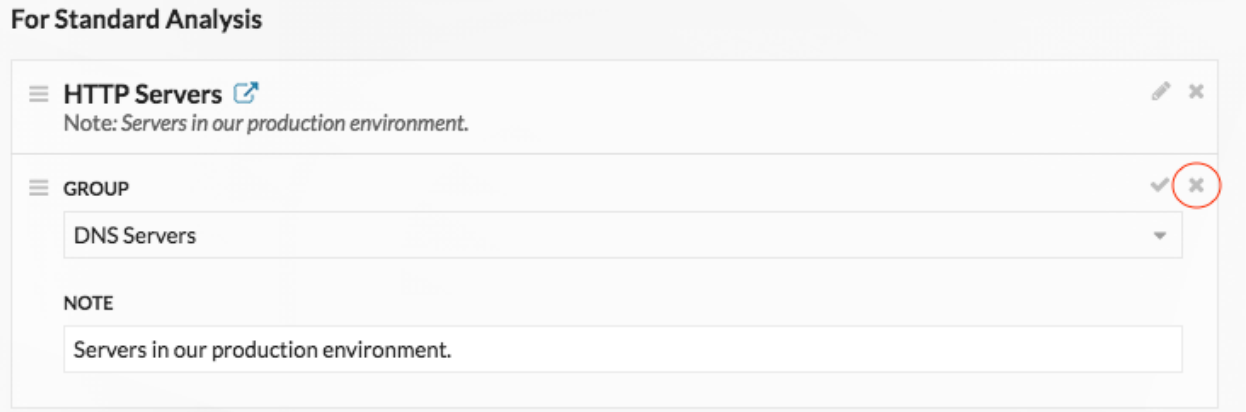 For Standard Analysis
HTTP Servers
Note: Servers in our production environment.
GROUP
DNS Servers
NOTE
Servers in our production environment.